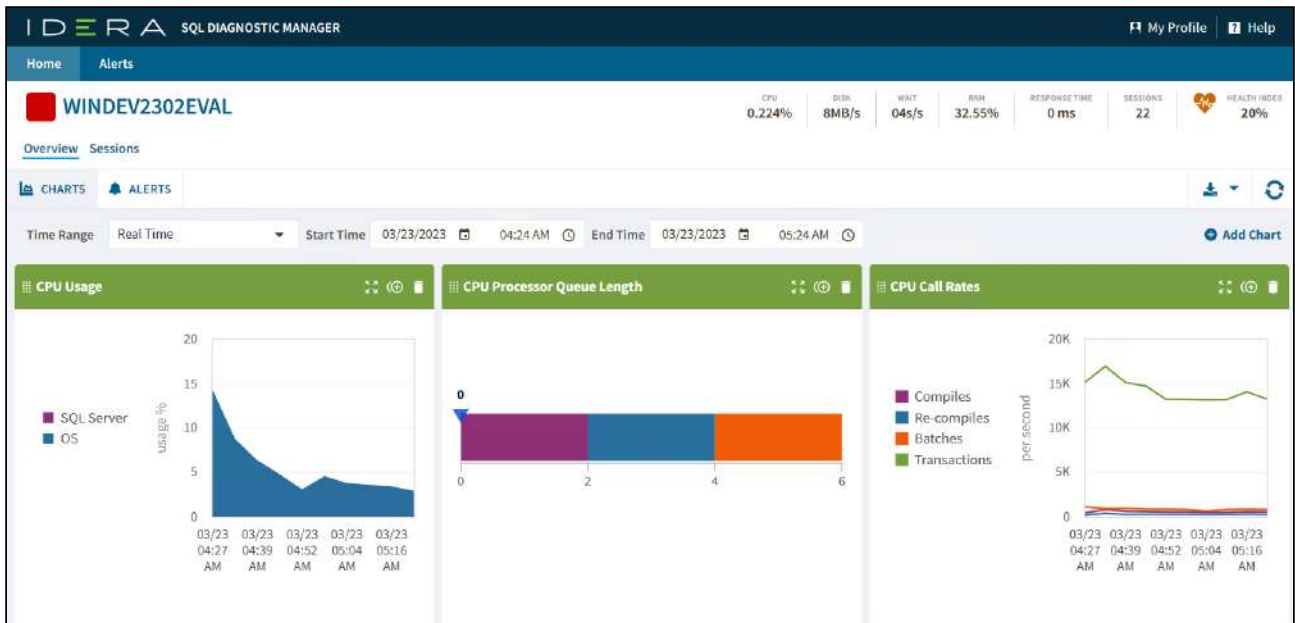 IDERA SQL DIAGNOSTIC MANAGER My Profile ? Help
Home Alerts
WINDEV2302EVAL
CPU DISK WAIT RAM RESPONSE TIME SESSIONS HEALTH INDEX
0.224% 8MB/s 04s/s 32.55% 0 ms 22 20%
Overview Sessions
CHARTS ALERTS
Time Range Real Time Start Time 03/23/2023 04:24 AM End Time 03/23/2023 05:24 AM Add Chart
CPU Usage
20
15
10
5
0
usage %
SQL Server
OS
03/23 03/23 03/23 03/23 03/23
04:27 04:39 04:52 05:04 05:16
AM AM AM AM AM
CPU Processor Queue Length
0
0 2 4 6
CPU Call Rates
20K
15K
10K
5K
0
per second
Compiles
Re-compiles
Batches
Transactions
03/23 03/23 03/23 03/23 03/23
04:27 04:39 04:52 05:04 05:16
AM AM AM AM AM